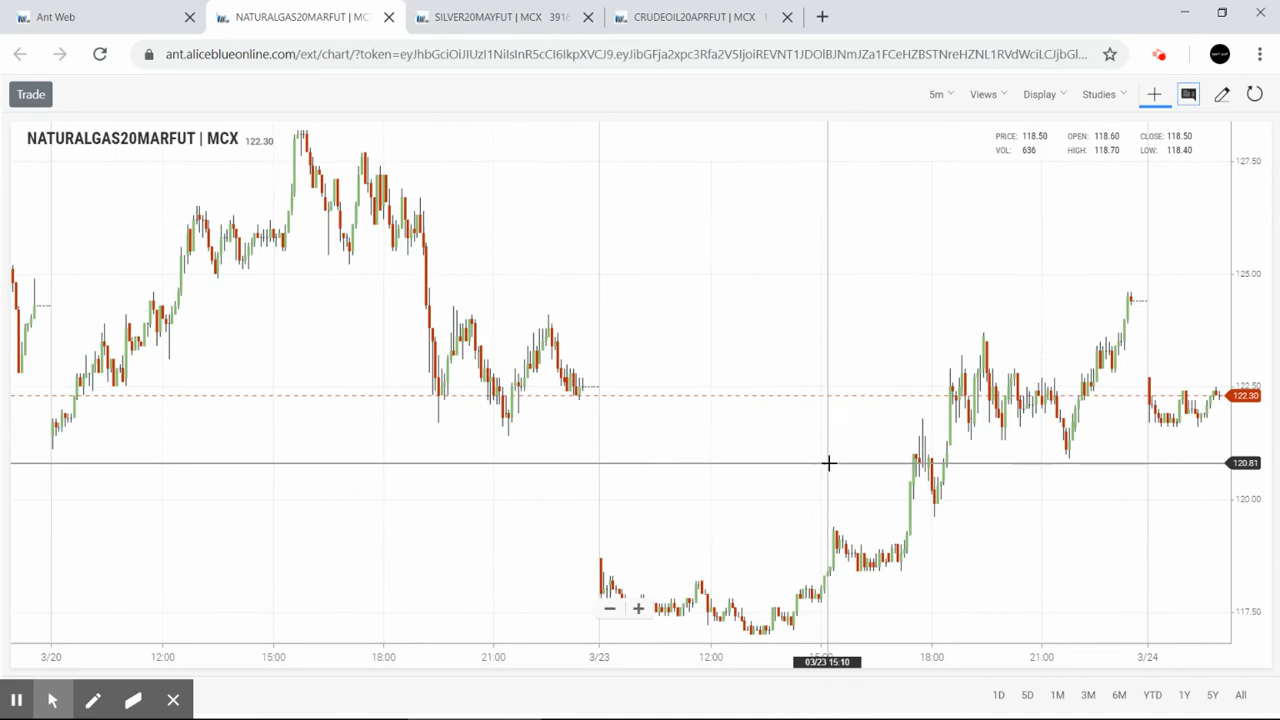 Ant Web
NATURALGAS20MARFUT | MC
SILVER20MAYFUT | MCX 3916
CRUDEOIL20APRFUT | MCX 1
ant.aliceblueonline.com/ext/chart/?token=
Trade
5m Views Display Studies
NATURALGAS20MARFUT | MCX 122.30
PRICE: 118.50 OPEN: 118.60 CLOSE: 118.50
VOL: 636 HIGH: 118.70 LOW: 118.40
127.50
125.00
122.50
122.30
120.81
120.00
117.50
3/20 12:00 15:00 18:00 21:00 3/23 12:00 18:00 21:00 3/24
03/23 15:10
1D 5D 1M 3M 6M YTD 1Y 5Y All